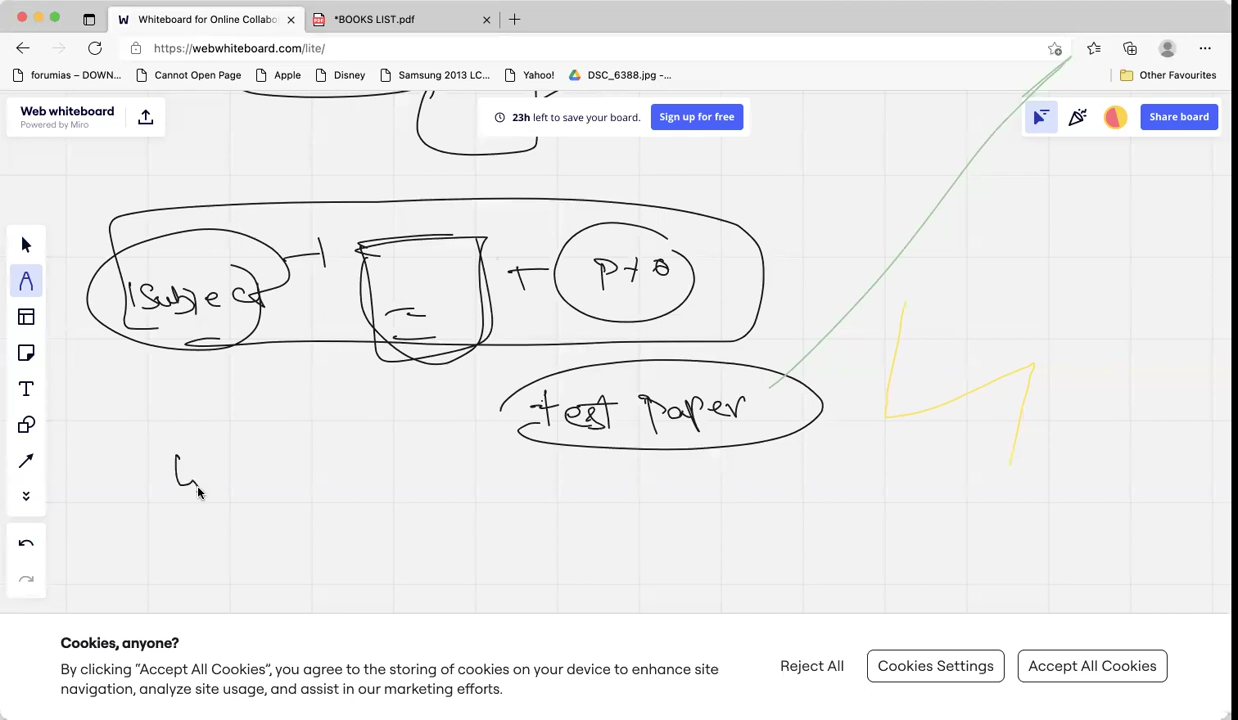 Whiteboard for Online Collabo
*BOOKS LIST.pdf
https://webwhiteboard.com/lite/
forumias – DOWN...
Cannot Open Page
Apple
Disney
Samsung 2013 LC...
Yahoo!
DSC_6388.jpg -...
Other Favourites
Web whiteboard
Powered by Miro
23h left to save your board.
Sign up for free
Share board
Subject
test paper
Cookies, anyone?
By clicking “Accept All Cookies”, you agree to the storing of cookies on your device to enhance site
navigation, analyze site usage, and assist in our marketing efforts.
Reject All
Cookies Settings
Accept All Cookies